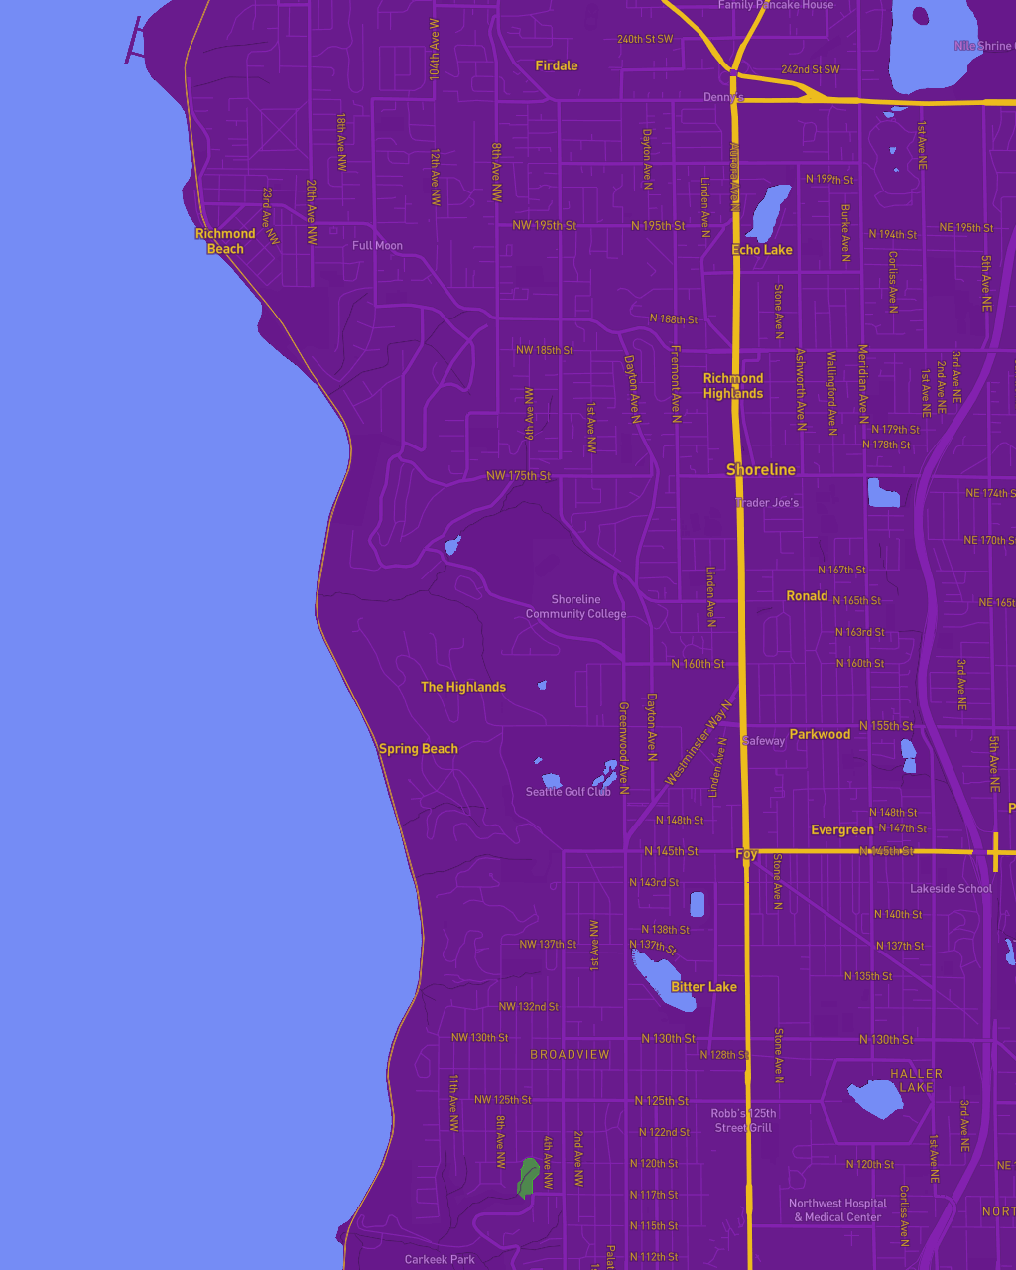 Family Pancake House
240th St SW
104th Ave W
Firdale
242nd St SW
Nile Shrine
Denny's
18th Ave NW
12th Ave NW
8th Ave NW
Dayton Ave N
Aurora Ave N
1st Ave NE
N 199th St
23rd Ave NW
20th Ave NW
Linden Ave N
Burke Ave N
Richmond
Beach
Full Moon
NW 195th St
N 195th St
N 194th St
NE 195th St
Echo Lake
Corliss Ave N
5th Ave NE
Stone Ave N
N 188th St
NW 185th St
Dayton Ave N
Fremont Ave N
Richmond
Highlands
Ashworth Ave N
Wallingford Ave N
Meridian Ave N
1st Ave NE
2nd Ave NE
3rd Ave NE
6th Ave NW
1st Ave NW
N 179th St
N 178th St
Shoreline
NW 175th St
Trader Joe's
NE 174th S
NE 170th S
Linden Ave N
N 167th St
Ronald
N 165th St
NE 165t
Shoreline
Community College
N 163rd St
N 160th St
N 160th St
3rd Ave NE
The Highlands
Greenwood Ave N
Dayton Ave N
Westminster Way N
Linden Ave N
N 155th St
Parkwood
Safeway
Spring Beach
5th Ave NE
Seattle Golf Club
N 148th St
N 148th St
P
Evergreen
N 147th St
N 145th St
Foy
N 145th St
Stone Ave N
N 143rd St
Lakeside School
N 140th St
N 138th St
1st Ave NW
NW 137th St
N 137th St
N 137th St
N 135th St
Bitter Lake
NW 132nd St
NW 130th St
N 130th St
N 130th St
Stone Ave N
BROADVIEW
N 128th St
HALLER
LAKE
11th Ave NW
NW 125th St
N 125th St
Robb's 125th
Street Grill
8th Ave NW
4th Ave NW
2nd Ave NW
N 122nd St
3rd Ave NE
1st Ave NE
N 120th St
N 120th St
NE 1
N 117th St
Northwest Hospital
& Medical Center
Corliss Ave N
NORT
N 115th St
Carkeek Park
N 112th St
Palat
1s